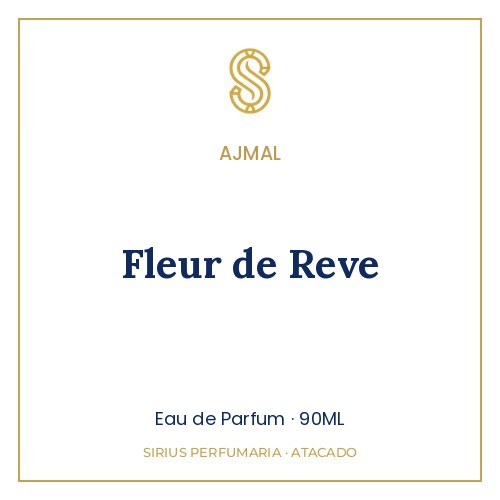 AJMAL
Fleur de Reve
Eau de Parfum · 90ML
SIRIUS PERFUMARIA · ATACADO